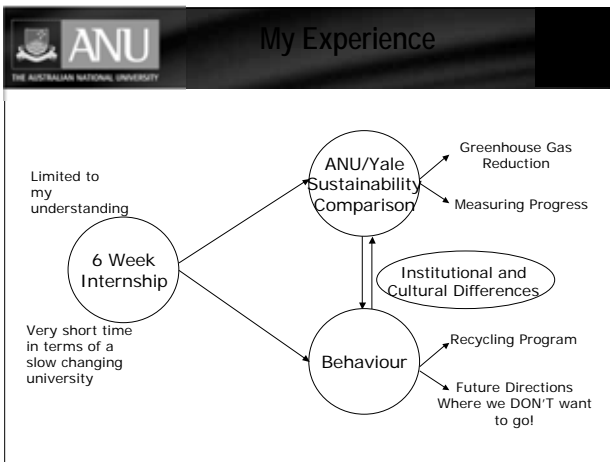 ANU
THE AUSTRALIAN NATIONAL UNIVERSITY
My Experience
Limited to
my
understanding
6 Week
Internship
Very short time
in terms of a
slow changing
university
ANU/Yale
Sustainability
Comparison
Greenhouse Gas
Reduction
Measuring Progress
Institutional and
Cultural Differences
Behaviour
Recycling Program
Future Directions
Where we DON'T want
to go!